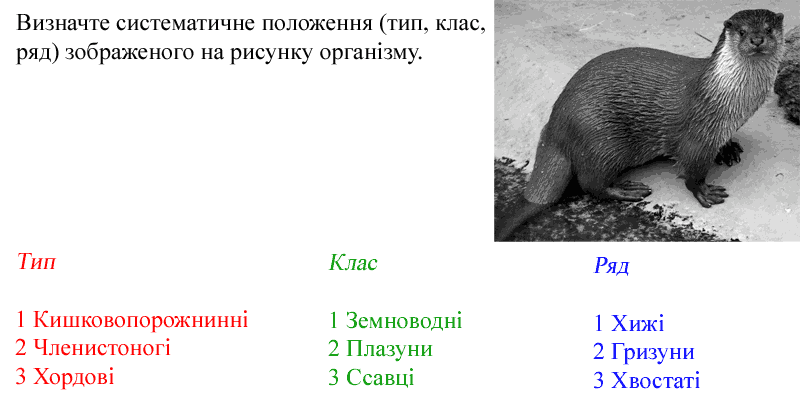 Визначте систематичне положення (тип, клас,
ряд) зображеного на рисунку організму.
Тип
1 Кишковопорожнинні
2 Членистоногі
3 Хордові
Клас
1 Земноводні
2 Плазуни
3 Ссавці
Ряд
1 Хижі
2 Гризуни
3 Хвостаті